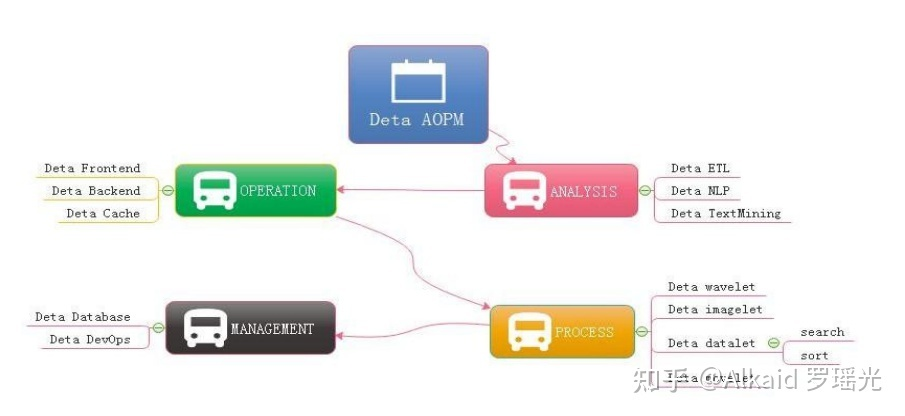 Deta AOPM
Deta Frontend
OPERATION
Deta Backend
Deta Cache
ANALYSIS
Deta ETL
Deta NLP
Deta TextMining
Deta Database
Deta DevOps
MANAGEMENT
PROCESS
Deta wavelet
Deta imagelet
Deta datalet
search
sort
知乎 @Alkaid 罗瑶光